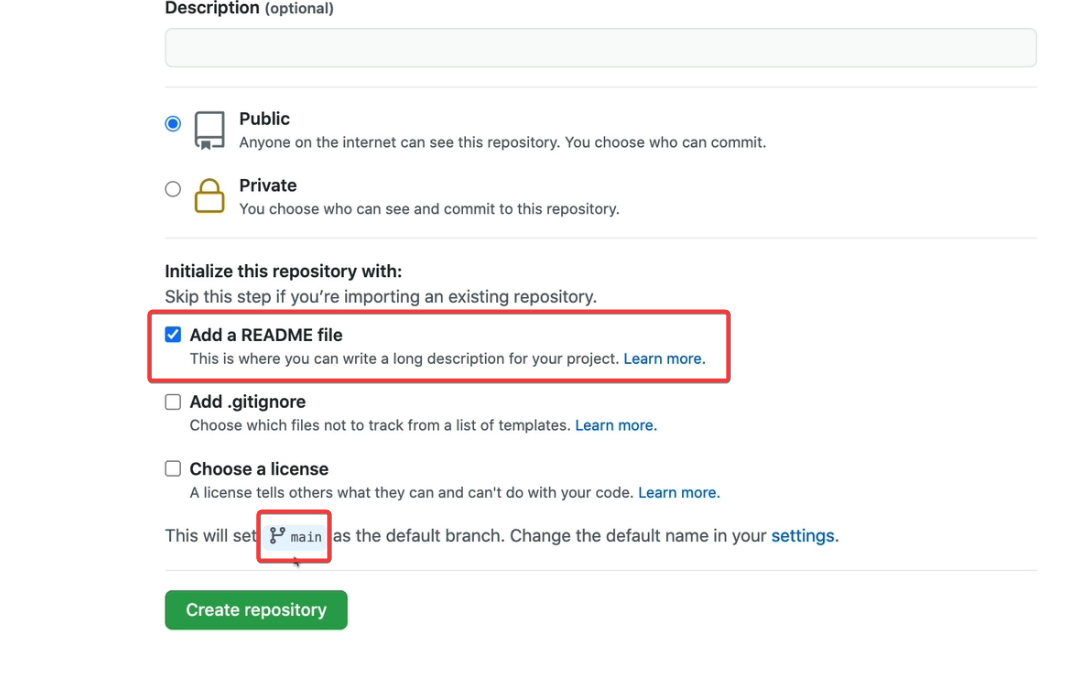 Description (optional)
Public
Anyone on the internet can see this repository. You choose who can commit.
Private
You choose who can see and commit to this repository.
Initialize this repository with:
Skip this step if you’re importing an existing repository.
Add a README file
This is where you can write a long description for your project. Learn more.
Add .gitignore
Choose which files not to track from a list of templates. Learn more.
Choose a license
A license tells others what they can and can't do with your code. Learn more.
This will set main as the default branch. Change the default name in your settings.
Create repository